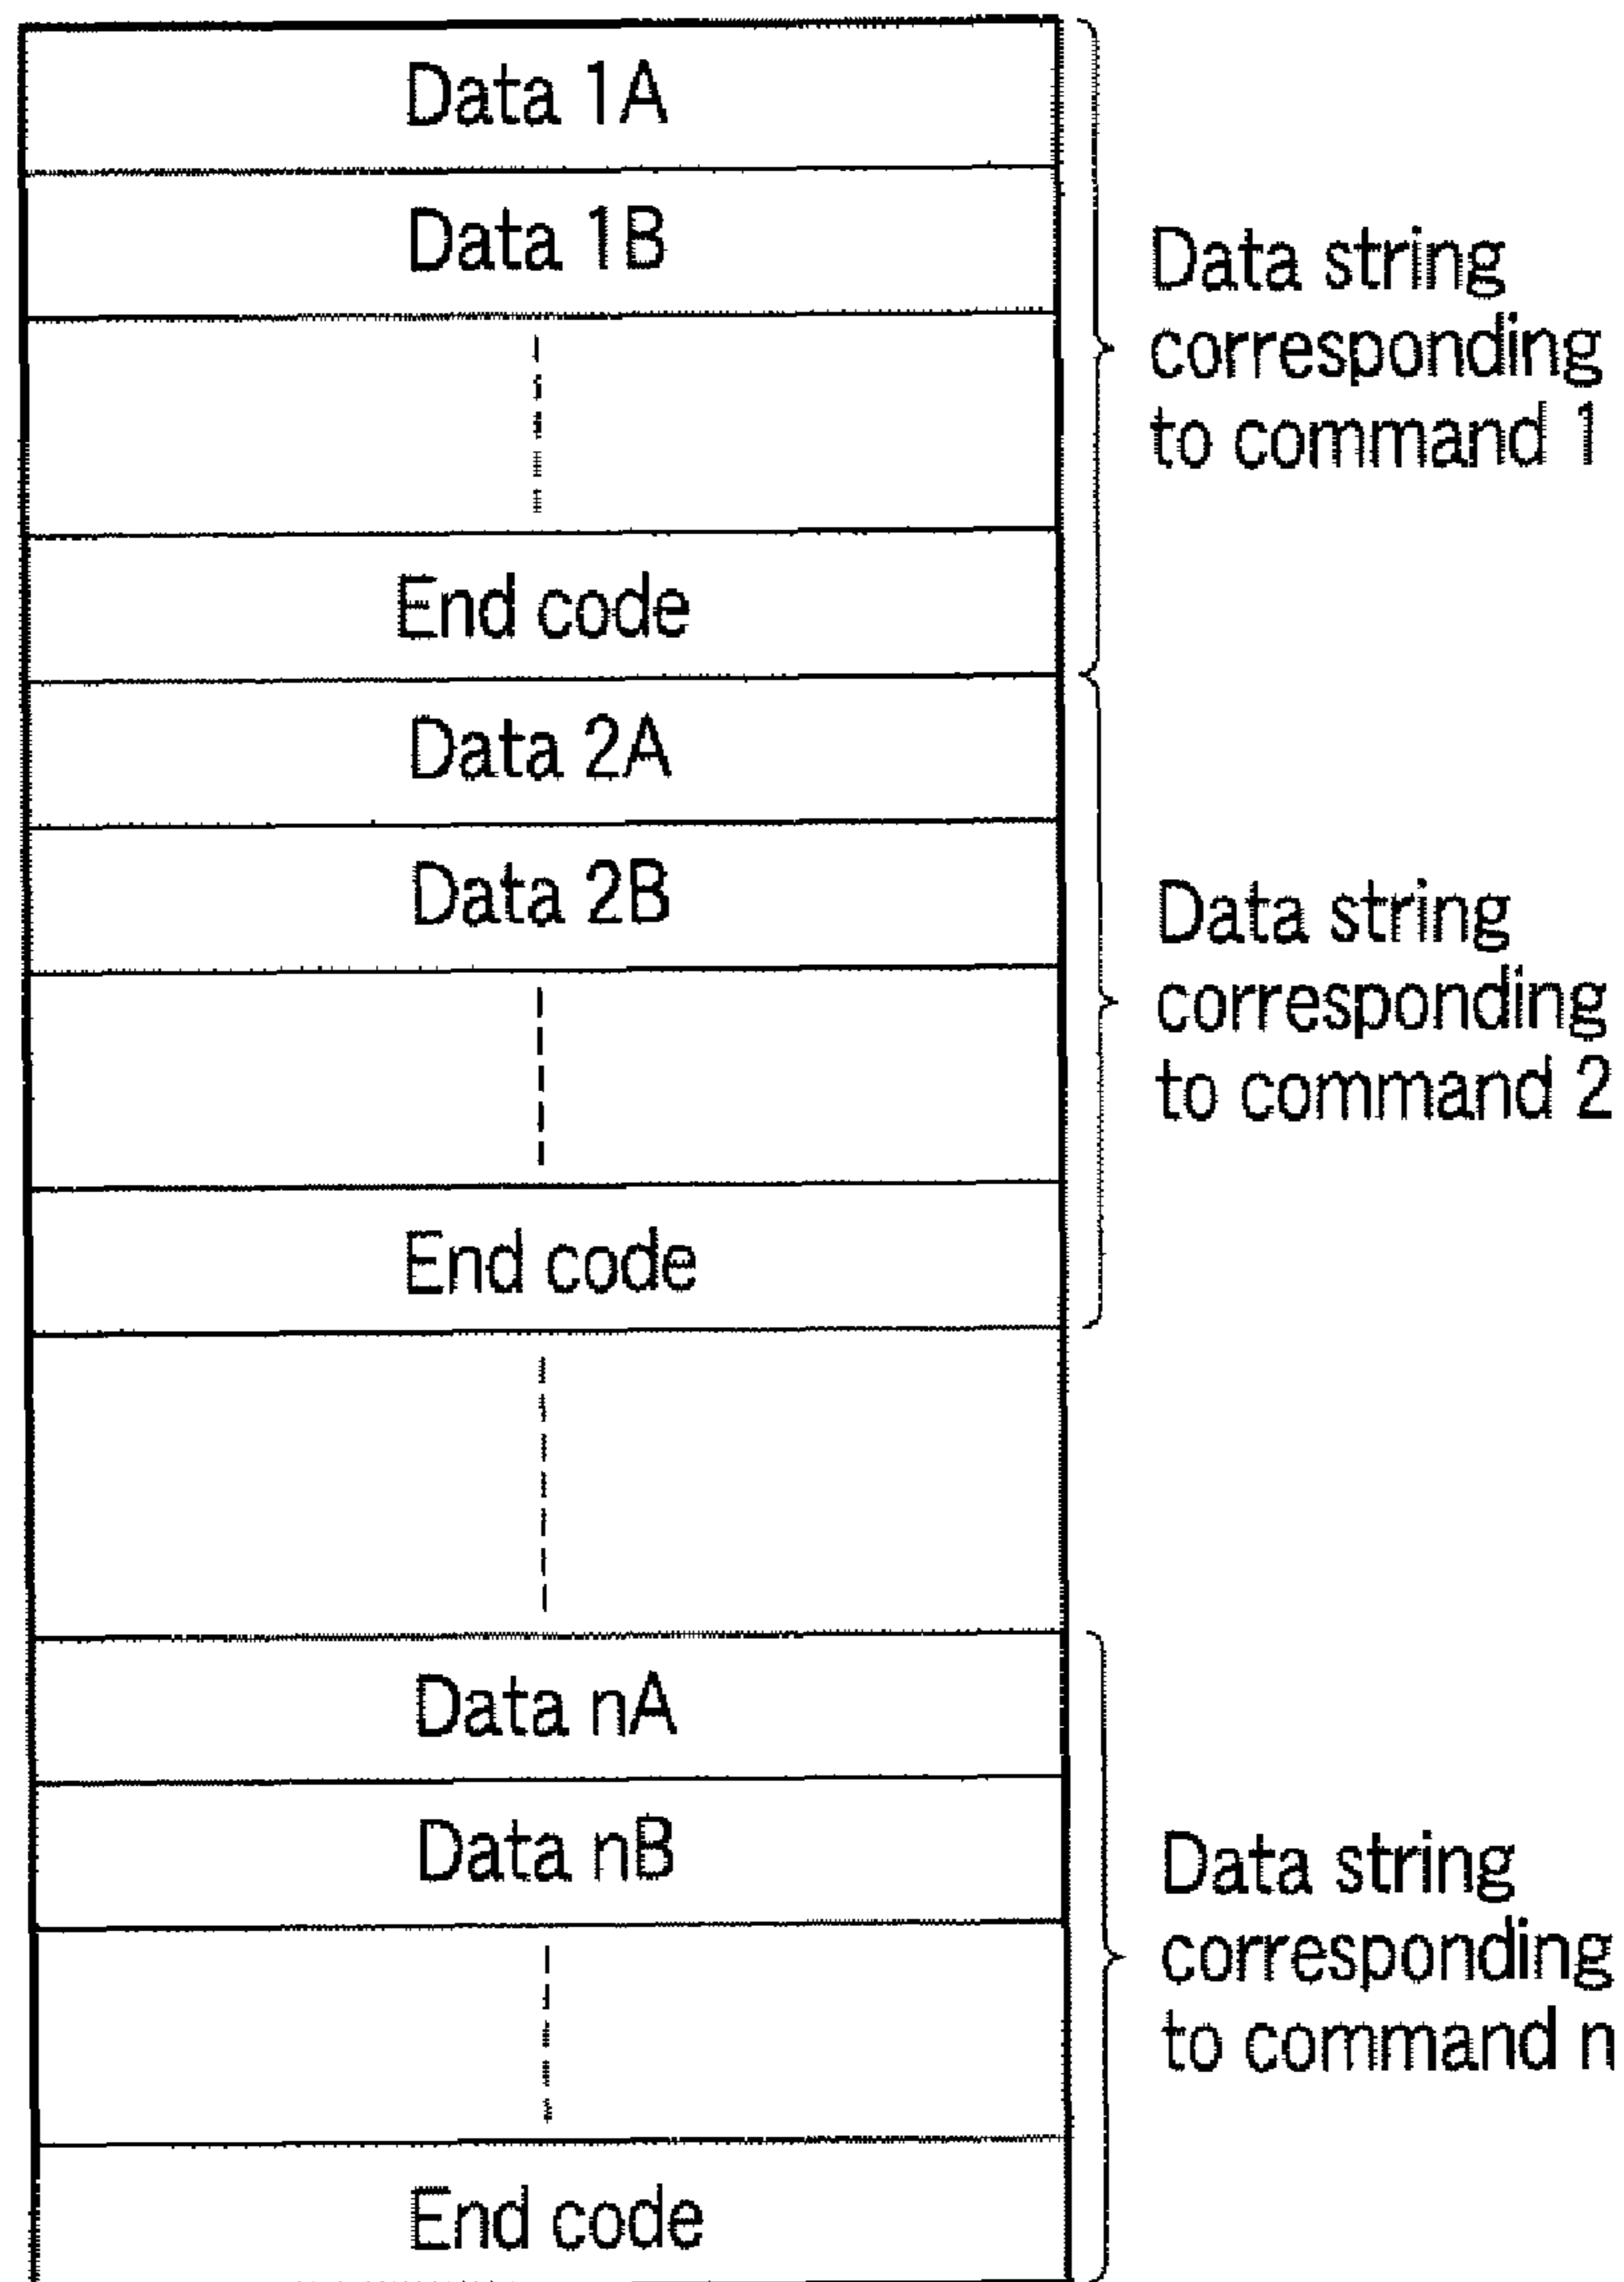 Data 1A
Data 1B
End code
Data string
corresponding
to command 1
Data 2A
Data 2B
End code
Data string
corresponding
to command 2
Data nA
Data nB
End code
Data string
corresponding
to command n